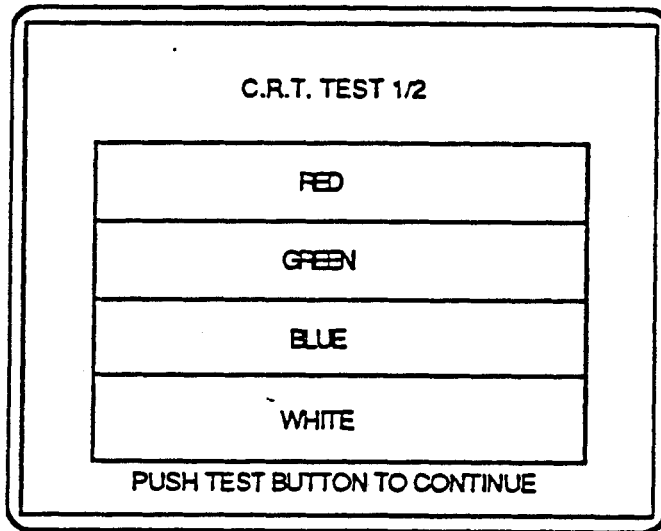 C.R.T. TEST 1/2
RED
GREEN
BLUE
WHITE
PUSH TEST BUTTON TO CONTINUE